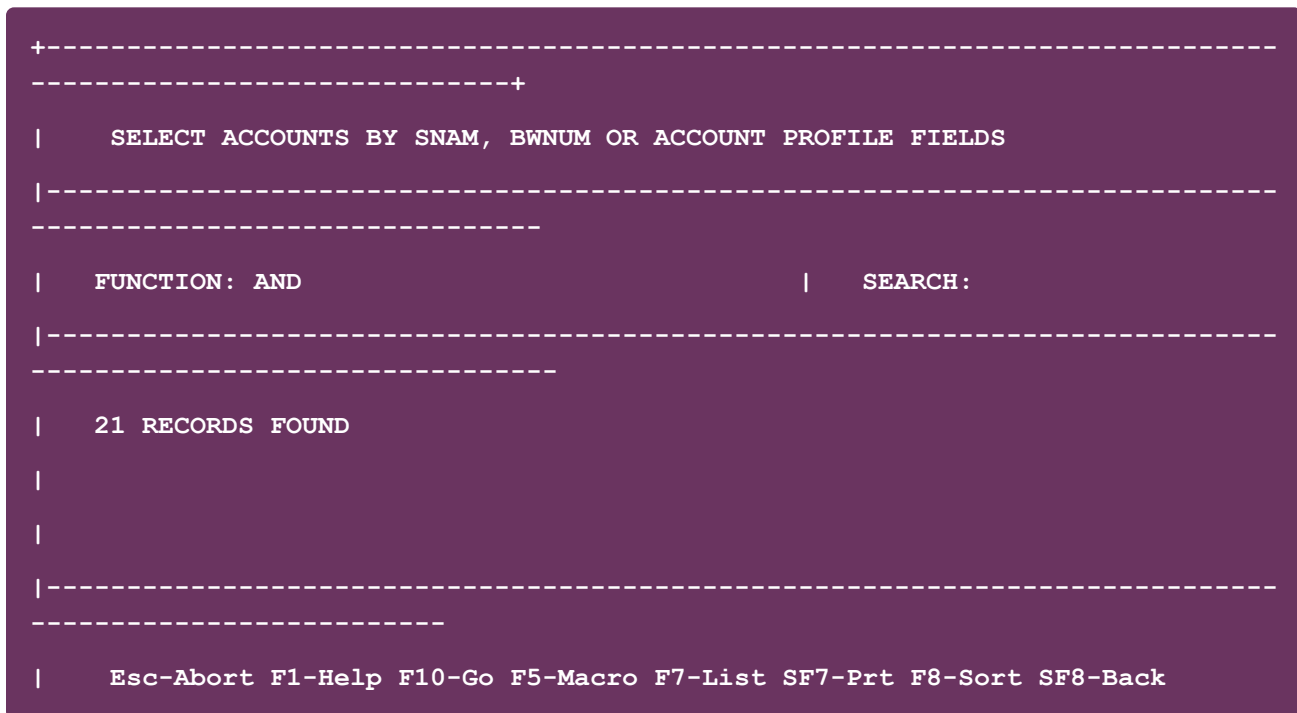 +-----------------------------------------------------------------------------
------------------------------+
|    SELECT ACCOUNTS BY SNAM, BWNUM OR ACCOUNT PROFILE FIELDS
|-----------------------------------------------------------------------------
--------------------------------
|   FUNCTION: AND                               |   SEARCH:
|-----------------------------------------------------------------------------
---------------------------------
|   21 RECORDS FOUND
|
|
|-----------------------------------------------------------------------------
--------------------------
|    Esc-Abort F1-Help F10-Go F5-Macro F7-List SF7-Prt F8-Sort SF8-Back